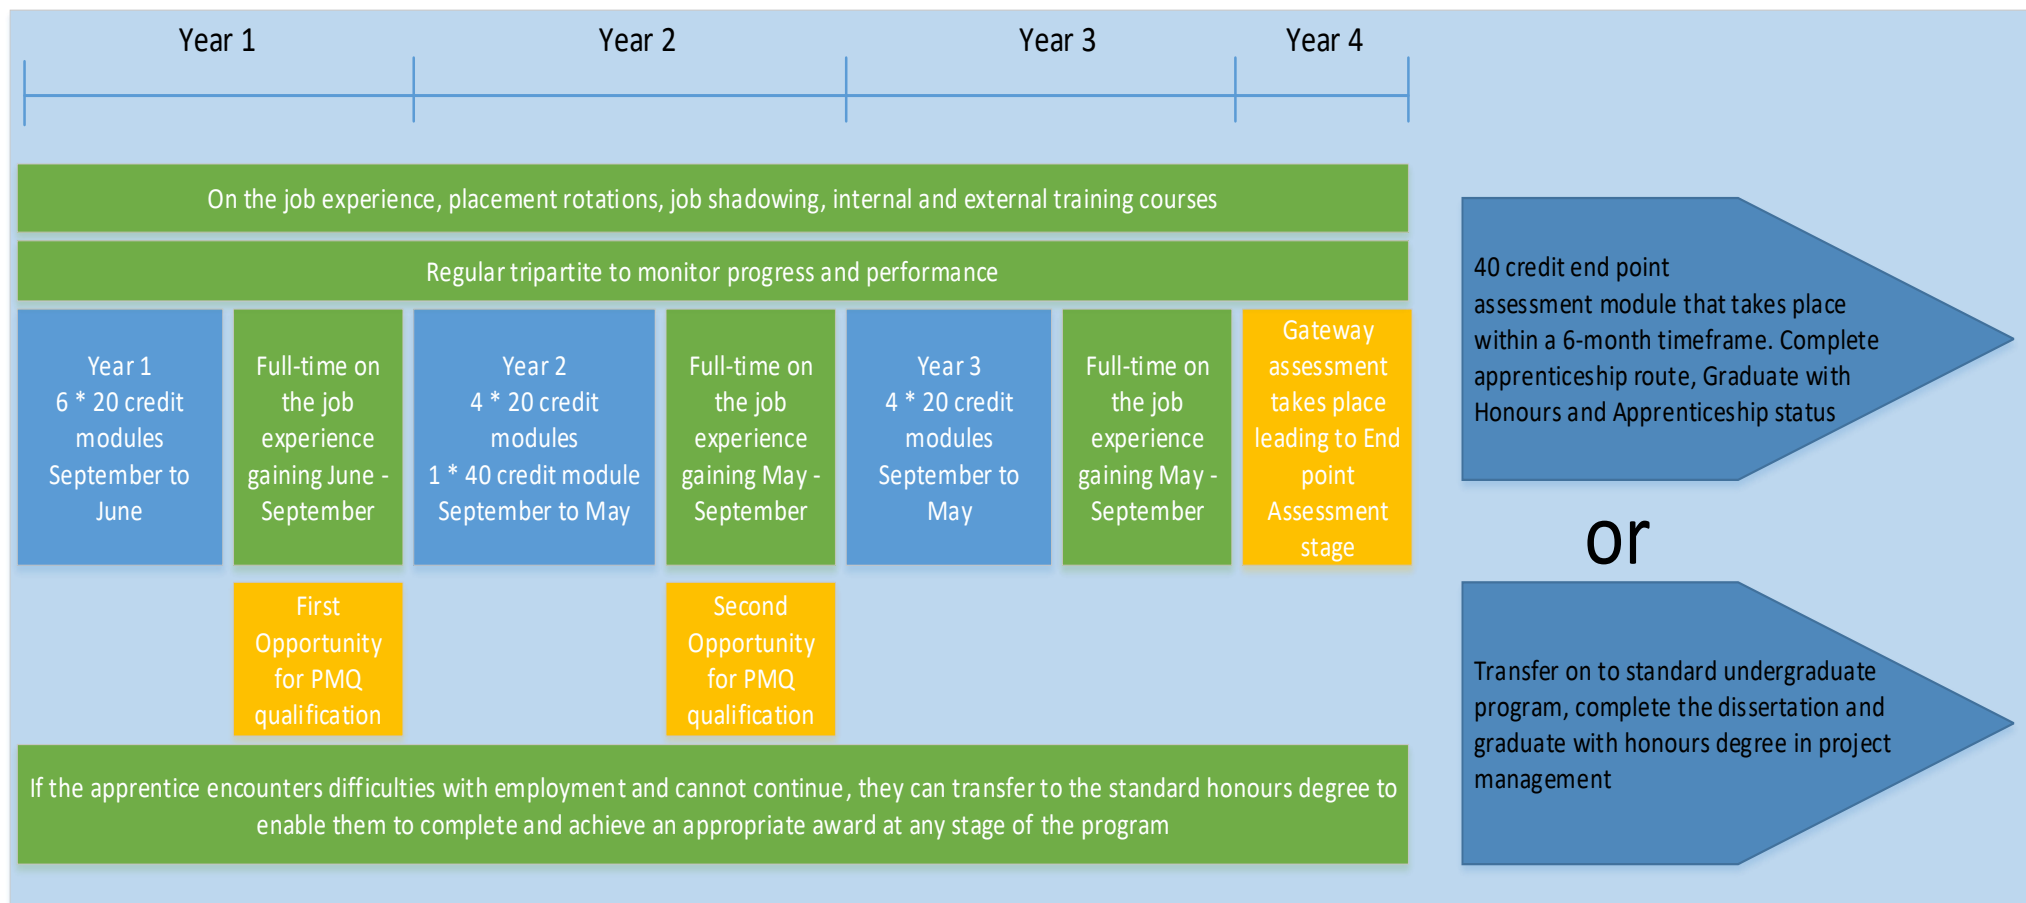 Year 1
Year 2
Year 3
Year 4
On the job experience, placement rotations, job shadowing, internal and external training courses
Regular tripartite to monitor progress and performance
Year 1
6 * 20 credit
modules
September to
June
Full-time on
the job
experience
gaining June -
September
Year 2
4 * 20 credit
modules
1 * 40 credit module
September to May
Full-time on
the job
experience
gaining May -
September
Year 3
4 * 20 credit
modules
September to
May
Full-time on
the job
experience
gaining May -
September
Gateway
assessment
takes place
leading to End
point
Assessment
stage
First
Opportunity
for PMQ
qualification
Second
Opportunity
for PMQ
qualification
If the apprentice encounters difficulties with employment and cannot continue, they can transfer to the standard honours degree to
enable them to complete and achieve an appropriate award at any stage of the program
40 credit end point
assessment module that takes place
within a 6-month timeframe. Complete
apprenticeship route, Graduate with
Honours and Apprenticeship status
or
Transfer on to standard undergraduate
program, complete the dissertation and
graduate with honours degree in project
management